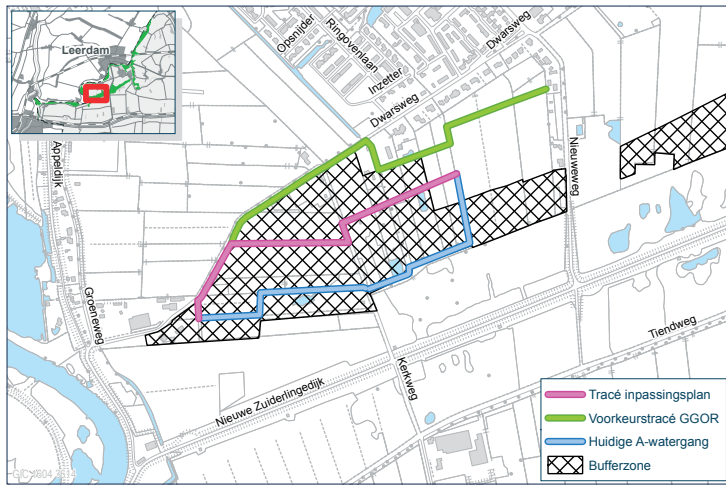 Leerdam
Opsnijder
Ringovenlaan
Inzetter
Dwarsweg
Dwarsweg
Appeldijk
Nieuweweg
Groeneweg
Kerkweg
Tiendweg
Nieuwe Zuiderlingedijk
Tracé inpassingsplan
Voorkeurstracé GGOR
Huidige A-watergang
Bufferzone